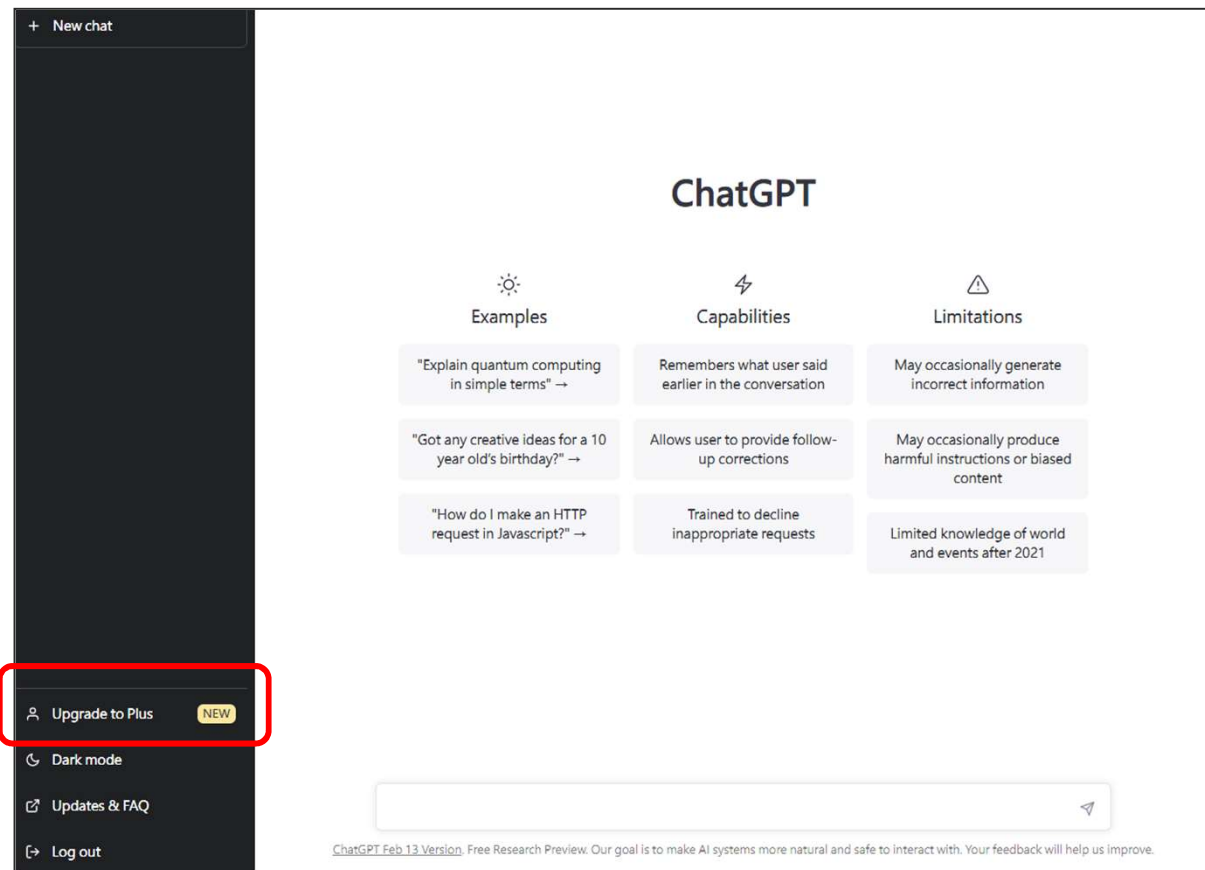 + New chat
ChatGPT
Examples
"Explain quantum computing
in simple terms" →
"Got any creative ideas for a 10
year old's birthday?" →
"How do I make an HTTP
request in Javascript?" →
Capabilities
Remembers what user said
earlier in the conversation
Allows user to provide follow-
up corrections
Trained to decline
inappropriate requests
Limitations
May occasionally generate
incorrect information
May occasionally produce
harmful instructions or biased
content
Limited knowledge of world
and events after 2021
Upgrade to Plus NEW
Dark mode
Updates & FAQ
Log out
ChatGPT Feb 13 Version. Free Research Preview. Our goal is to make AI systems more natural and safe to interact with. Your feedback will help us improve.